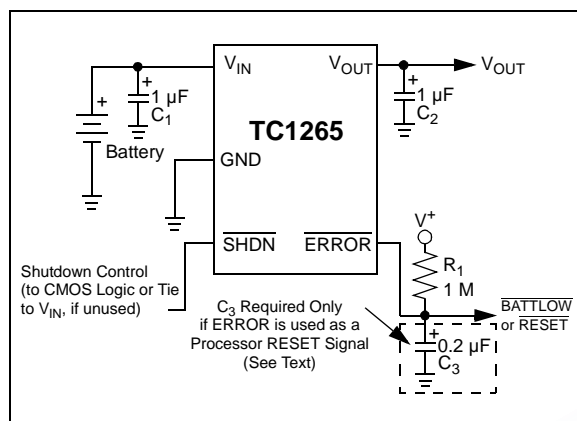 V_IN
V_OUT
V_OUT
+
1 µF
C_1
+
1 µF
C_2
+
Battery
TC1265
GND
SHDN
ERROR
V+
R_1
1 M
Shutdown Control
(to CMOS Logic or Tie
to V_IN, if unused)
C_3 Required Only
if ERROR is used as a
Processor RESET Signal
(See Text)
BATTLOW
or RESET
+
0.2 µF
C_3